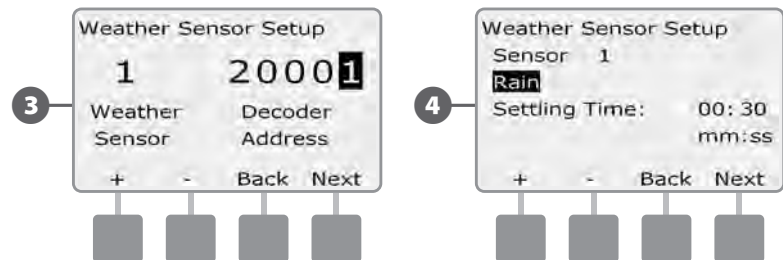 3
Weather Sensor Setup
1 20001
Weather Decoder
Sensor Address
+ - Back Next
4
Weather Sensor Setup
Sensor 1
Rain
Settling Time: 00:30
mm:ss
+ - Back Next